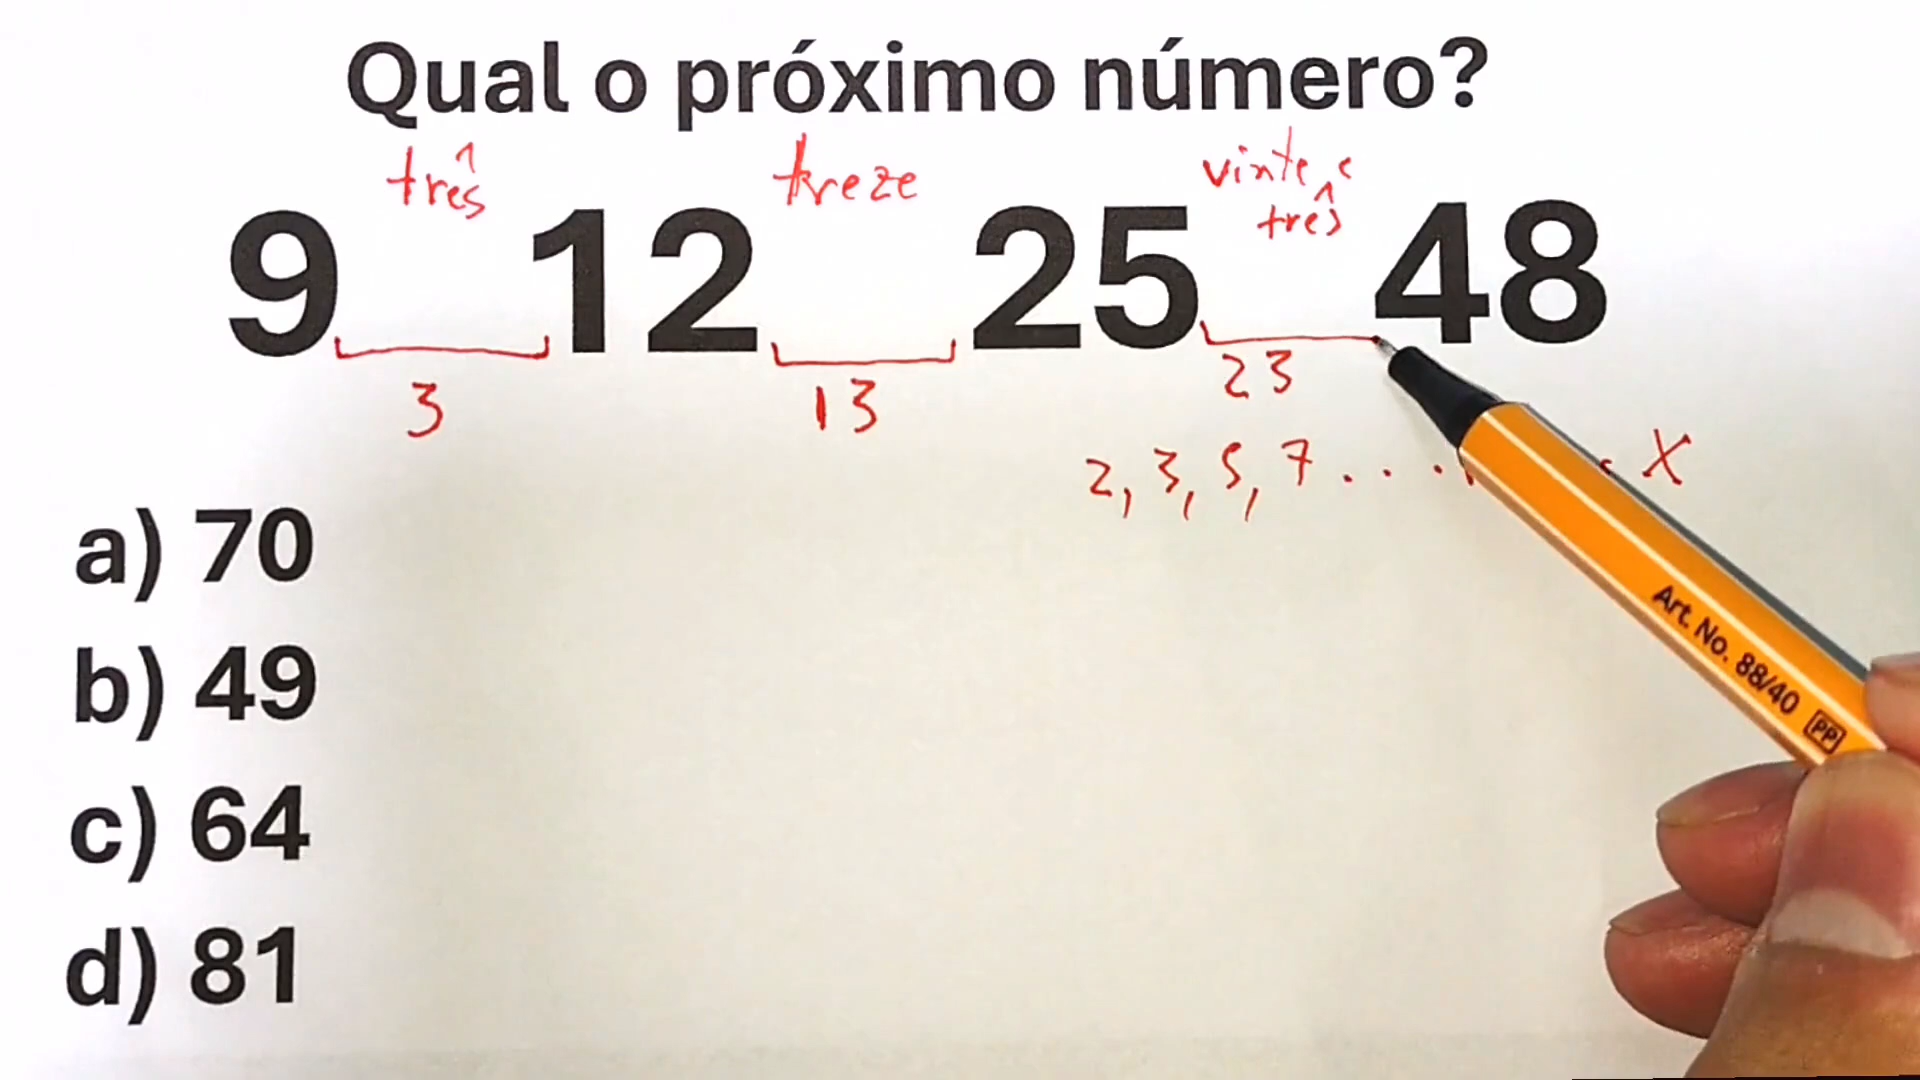 Qual o próximo número?
três treze vinte e
três
9 12 25 48
3 13 23
2, 3, 5, 7 . . . . X
a) 70
b) 49
c) 64
d) 81
Art. No. 88/40 PP